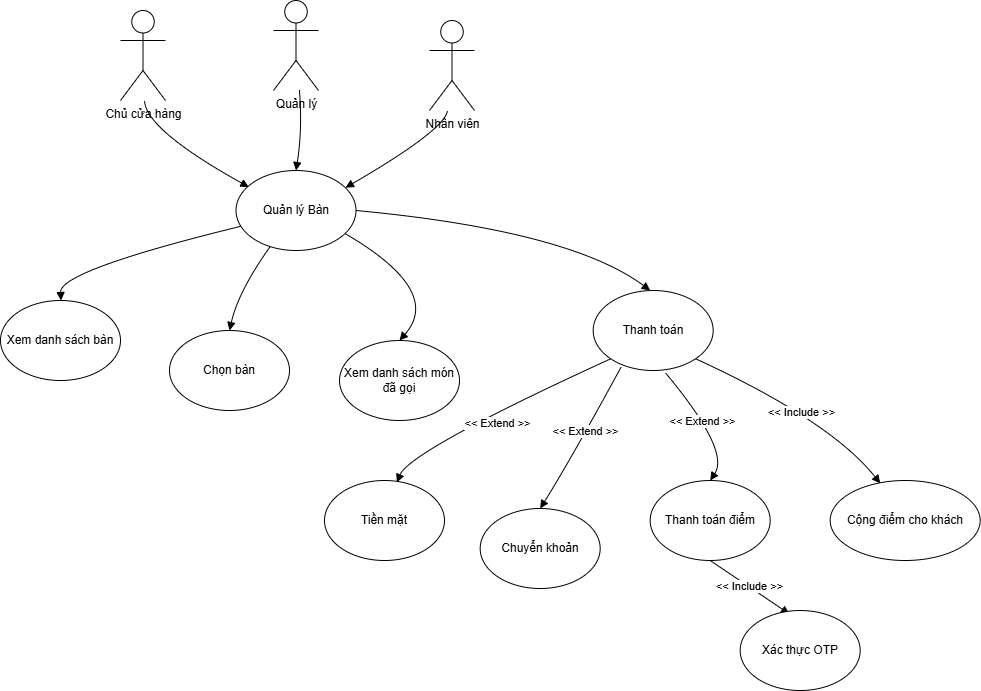 Chủ cửa hàng
Quản lý
Nhân viên
Quản lý Bàn
Xem danh sách bàn
Chọn bàn
Xem danh sách món
đã gọi
Thanh toán
<< Extend >>
<< Extend >>
<< Extend >>
<< Include >>
Tiền mặt
Chuyển khoản
Thanh toán điểm
Cộng điểm cho khách
<< Include >>
Xác thực OTP